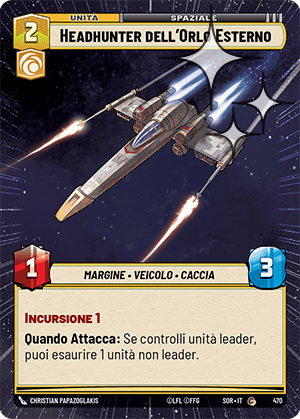 UNITÀ
SPAZIALE
2
HEADHUNTER DELL'ORLO ESTERNO
1
3
MARGINE • VEICOLO • CACCIA
INCURSIONE 1
Quando Attacca: Se controlli unità leader,
puoi esaurire 1 unità non leader.
CHRISTIAN PAPAZOGLAKIS
©LFL ©FFG
SOR • IT
C
470